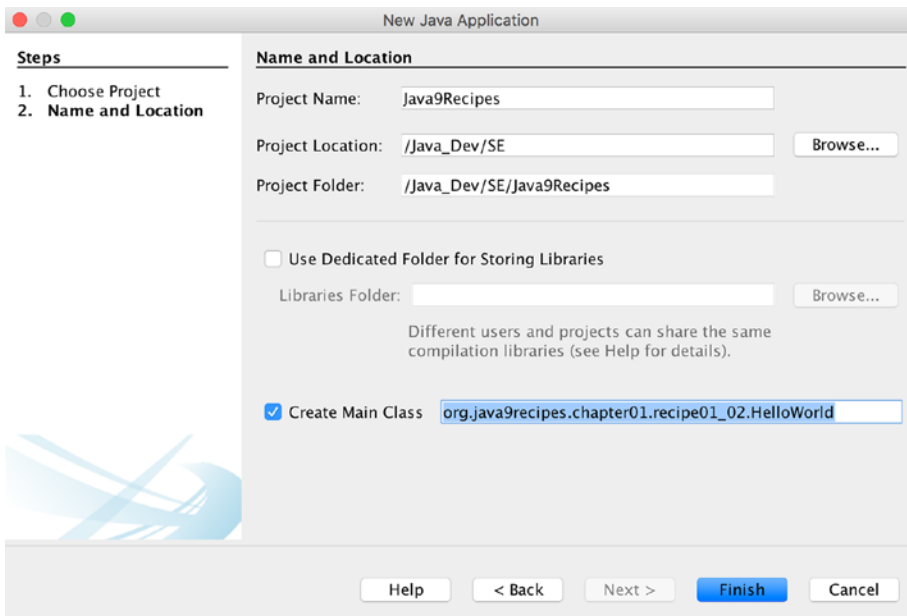 New Java Application
Steps
1. Choose Project
2. Name and Location
Name and Location
Project Name: Java9Recipes
Project Location: /Java_Dev/SE Browse...
Project Folder: /Java_Dev/SE/Java9Recipes
Use Dedicated Folder for Storing Libraries
Libraries Folder: Browse...
Different users and projects can share the same
compilation libraries (see Help for details).
Create Main Class org.java9recipes.chapter01.recipe01_02.HelloWorld
Help < Back Next > Finish Cancel